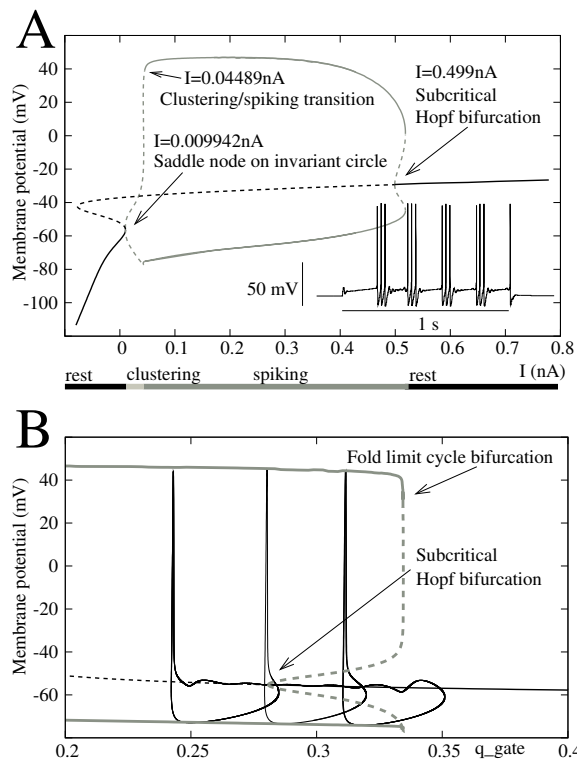 A
I=0.04489nA
Clustering/spiking transition
I=0.009942nA
Saddle node on invariant circle
I=0.499nA
Subcritical
Hopf bifurcation
Membrane potential (mV)
40
20
0
-20
-40
-60
-80
-100
50 mV
1 s
0 0.1 0.2 0.3 0.4 0.5 0.6 0.7 0.8
I (nA)
rest clustering spiking rest
B
Fold limit cycle bifurcation
Subcritical
Hopf bifurcation
Membrane potential (mV)
40
20
0
-20
-40
-60
0.2 0.25 0.3 0.35 q_gate 0.4